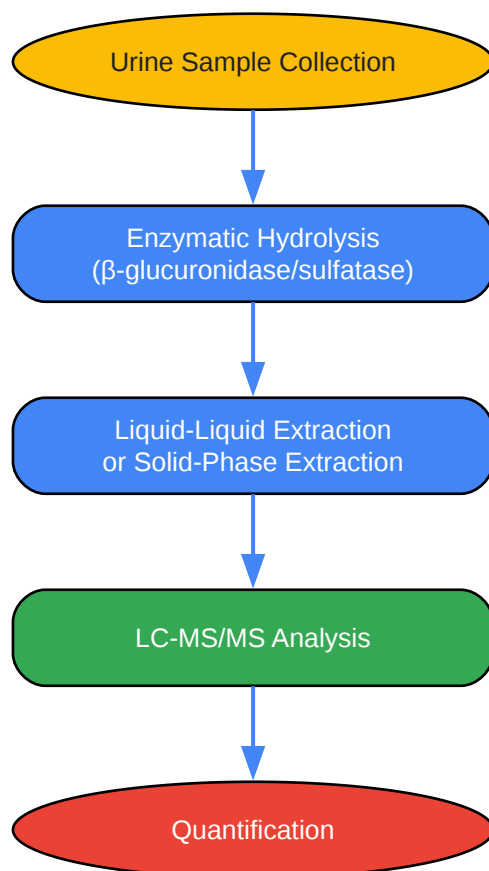 Urine Sample Collection
Enzymatic Hydrolysis
(β-glucuronidase/sulfatase)
Liquid-Liquid Extraction
or Solid-Phase Extraction
LC-MS/MS Analysis
Quantification